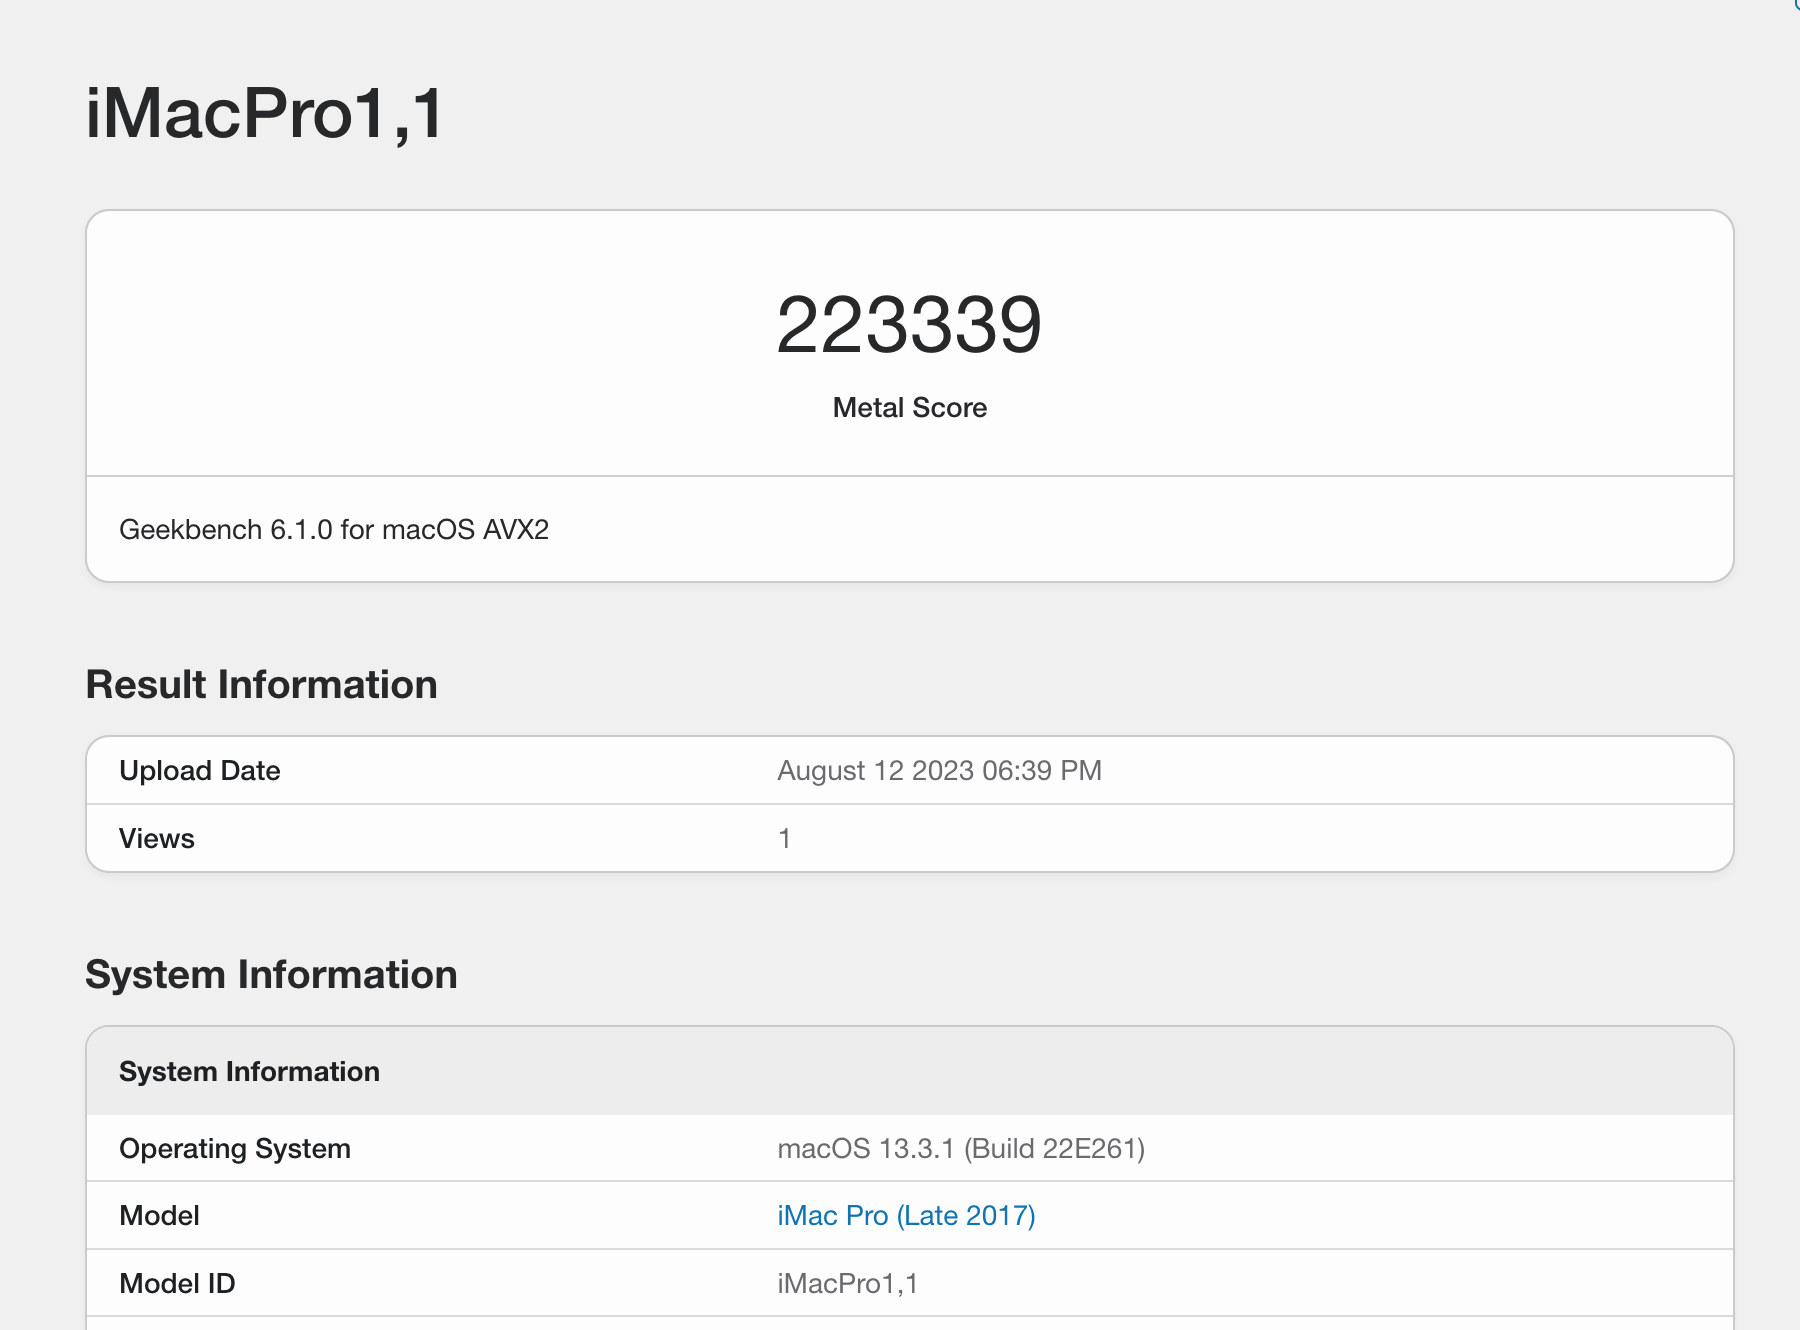 iMacPro1,1
223339
Metal Score
Geekbench 6.1.0 for macOS AVX2
Result Information
Upload Date August 12 2023 06:39 PM
Views 1
System Information
System Information
Operating System macOS 13.3.1 (Build 22E261)
Model iMac Pro (Late 2017)
Model ID iMacPro1,1